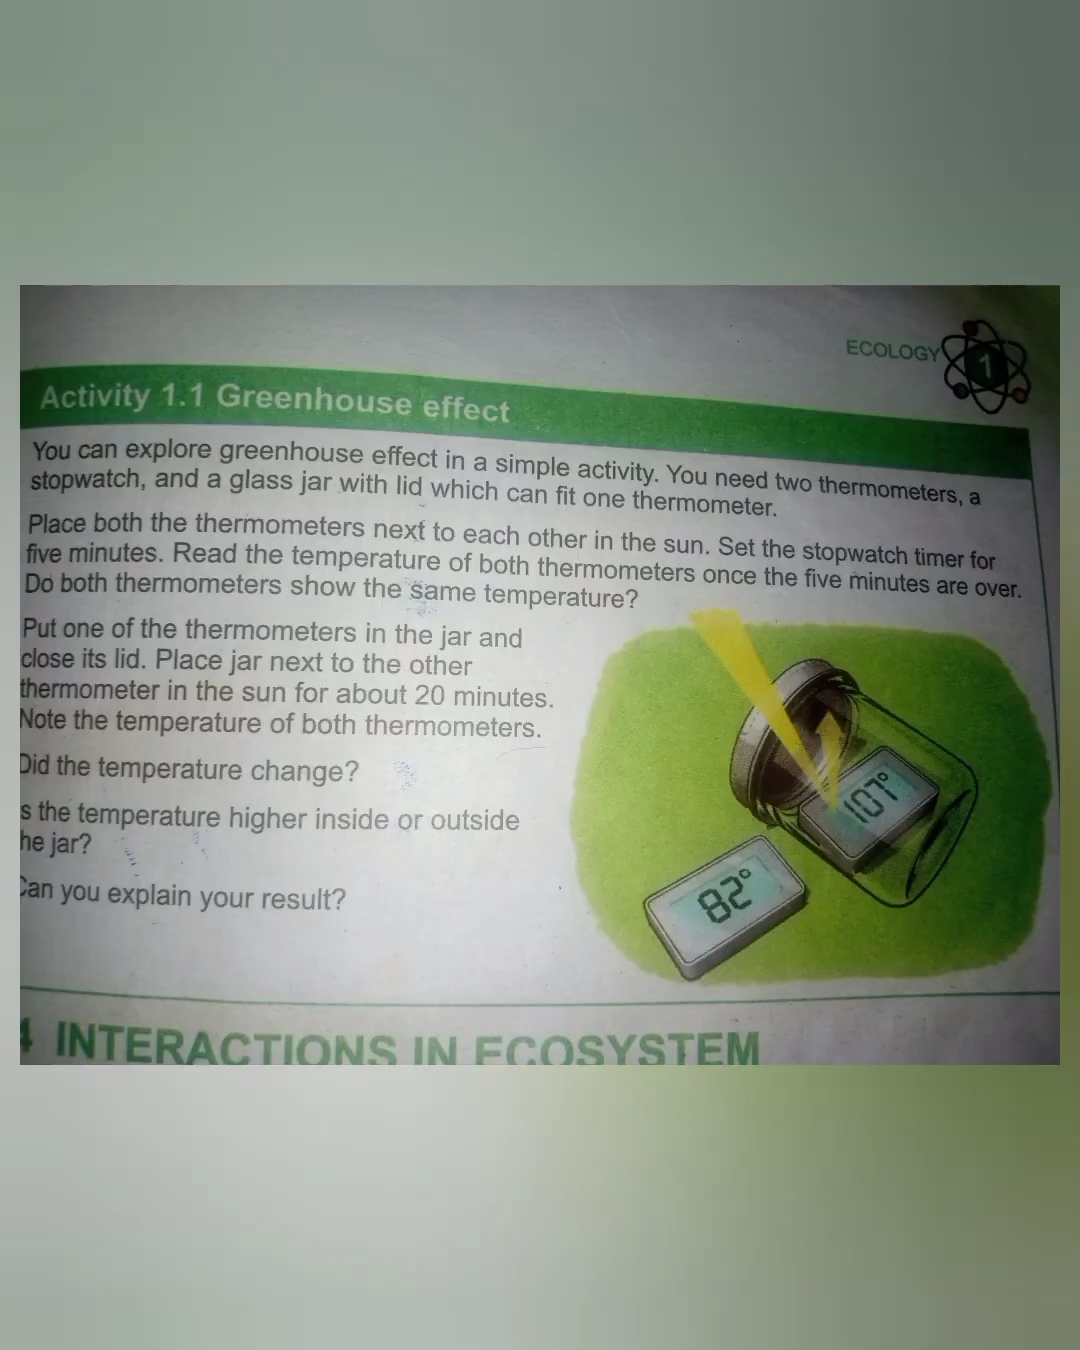 ECOLOGY 1
Activity 1.1 Greenhouse effect
You can explore greenhouse effect in a simple activity. You need two thermometers, a
stopwatch, and a glass jar with lid which can fit one thermometer.
Place both the thermometers next to each other in the sun. Set the stopwatch timer for
five minutes. Read the temperature of both thermometers once the five minutes are over.
Do both thermometers show the same temperature?
Put one of the thermometers in the jar and
close its lid. Place jar next to the other
thermometer in the sun for about 20 minutes.
Note the temperature of both thermometers.
Did the temperature change?
s the temperature higher inside or outside
he jar?
Can you explain your result?
107°
82°
4 INTERACTIONS IN ECOSYSTEM